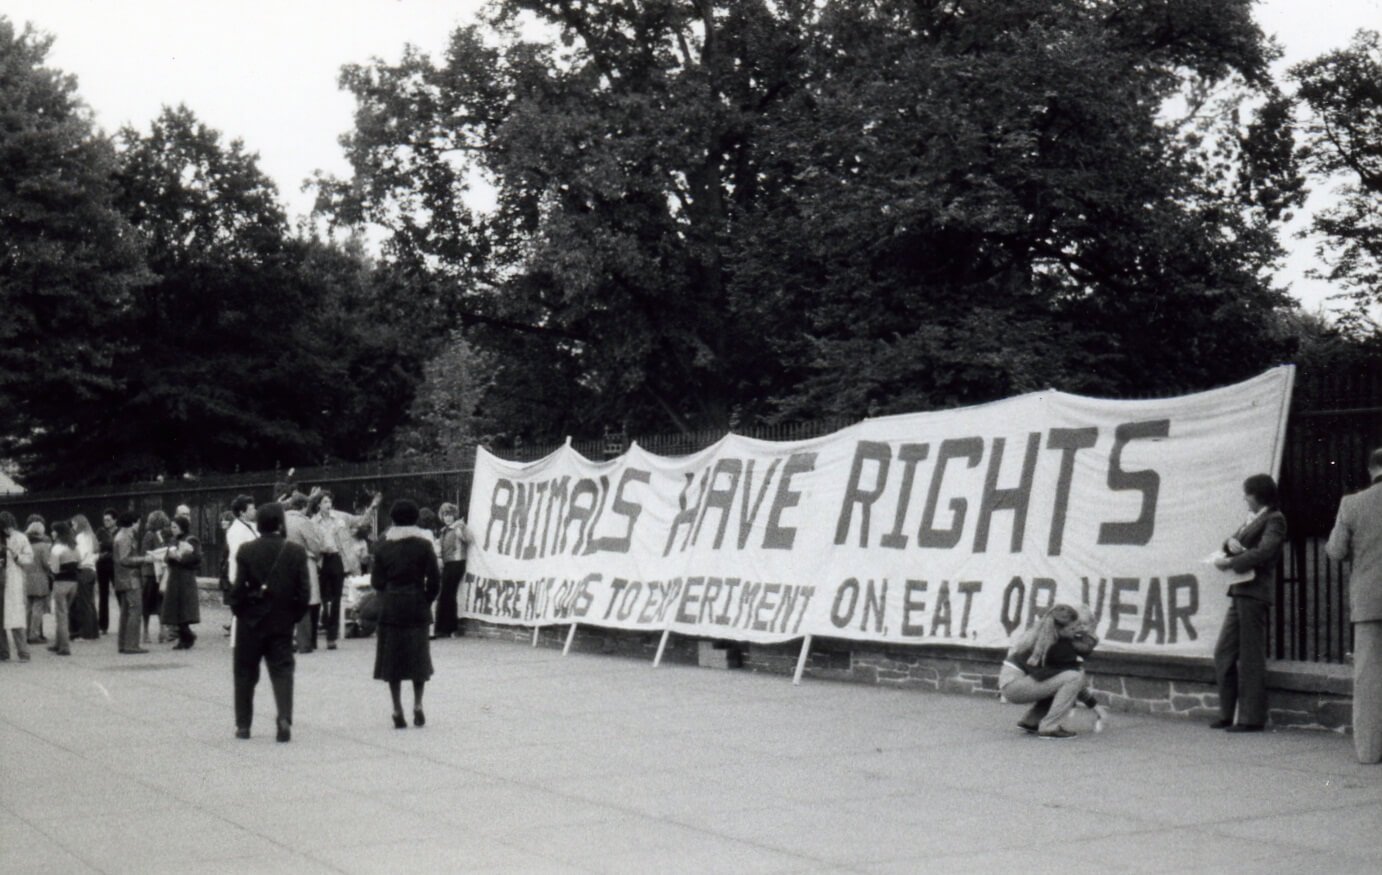 ANIMALS HAVE RIGHTS
THEY'RE NOT OURS TO EXPERIMENT ON, EAT, OR WEAR